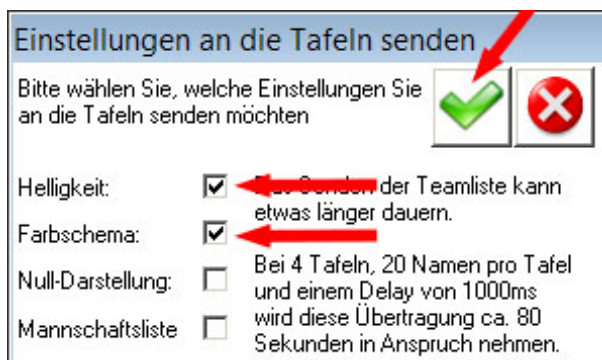 Einstellungen an die Tafeln senden
Bitte wählen Sie, welche Einstellungen Sie
an die Tafeln senden möchten
Helligkeit:
der Teamliste kann
etwas länger dauern.
Farbschema:
Null-Darstellung:
Mannschaftsliste
Bei 4 Tafeln, 20 Namen pro Tafel
und einem Delay von 1000ms
wird diese Übertragung ca. 80
Sekunden in Anspruch nehmen.